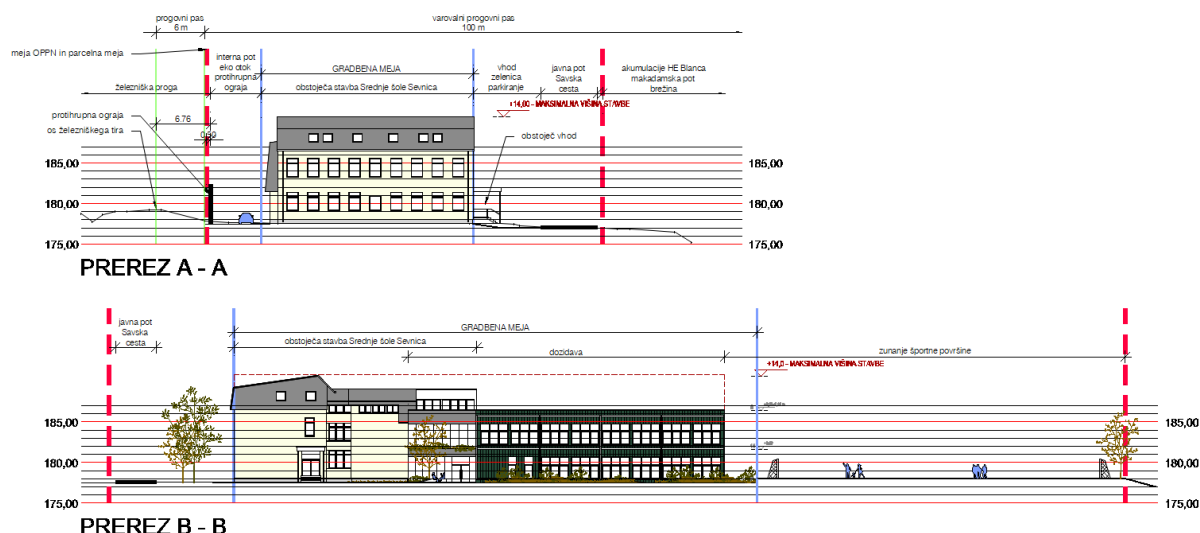 progovni pas
6 m
varovalni progovni pas
100 m
meja OPPN in parcelna meja
interna pot
eko otok
protihrupna
ograja
GRADBENA MEJA
vhod
zelenica
parkiranje
javna pot
Savska
cesta
akumulacije HE Blanca
makadamska pot
brežina
železniška proga
obstoječa stavba Srednje šole Sevnica
+14,00 - MAKSIMALNA VIŠINA STAVBE
protihrupna ograja
os železniškega tira
6.76
obstoječ vhod
185,00
185,00
180,00
180,00
175,00
175,00
PREREZ A - A
javna pot
Savska
cesta
GRADBENA MEJA
obstoječa stavba Srednje šole Sevnica
dozidava
zunanje športne površine
+14,0 - MAKSIMALNA VIŠINA STAVBE
185,00
185,00
180,00
180,00
175,00
175,00
PREREZ B - B